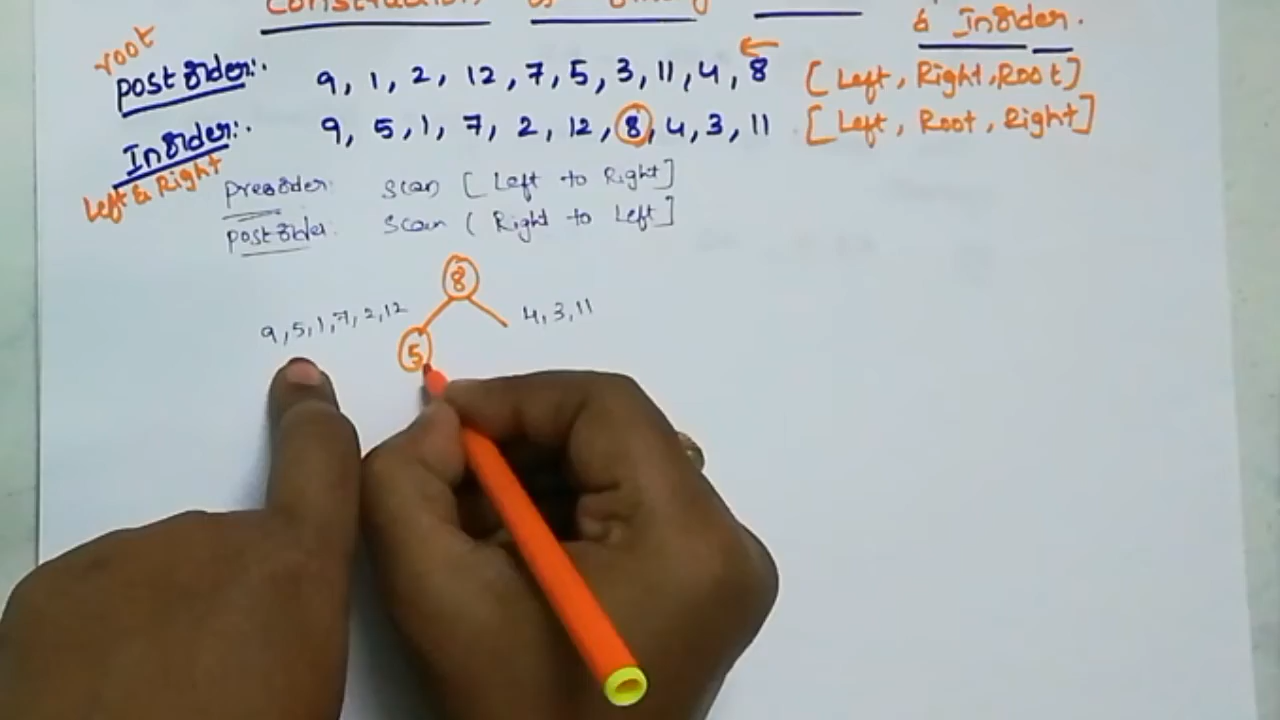 & Inorder.
root
postorder:. 9, 1, 2, 12, 7, 5, 3, 11, 4, 8 [Left, Right, Root]
Inorder:. 9, 5, 1, 7, 2, 12, 8, 4, 3, 11 [Left, Root, Right]
Left & Right
preorder: scan [Left to Right]
postorder: scan (Right to Left]
8
9, 5, 1, 7, 2, 12
4, 3, 11
5